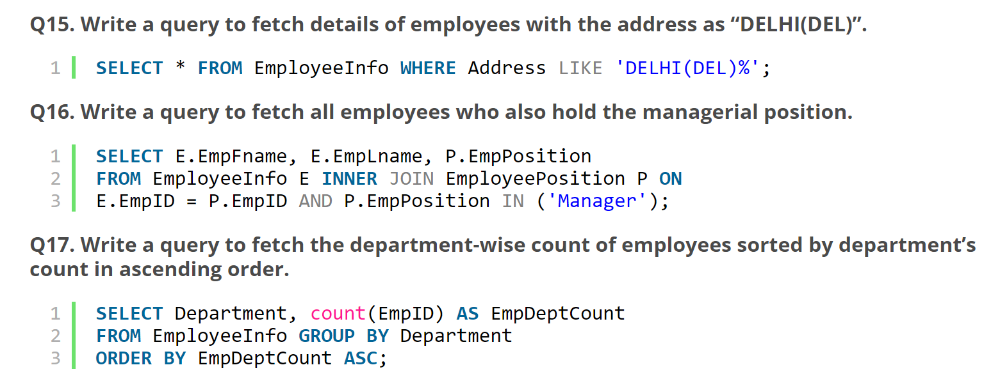 Q15. Write a query to fetch details of employees with the address as “DELHI(DEL)”.
1 SELECT * FROM EmployeeInfo WHERE Address LIKE 'DELHI(DEL)%';
Q16. Write a query to fetch all employees who also hold the managerial position.
1 SELECT E.EmpFname, E.EmpLname, P.EmpPosition
2 FROM EmployeeInfo E INNER JOIN EmployeePosition P ON
3 E.EmpID = P.EmpID AND P.EmpPosition IN ('Manager');
Q17. Write a query to fetch the department-wise count of employees sorted by department’s
count in ascending order.
1 SELECT Department, count(EmpID) AS EmpDeptCount
2 FROM EmployeeInfo GROUP BY Department
3 ORDER BY EmpDeptCount ASC;